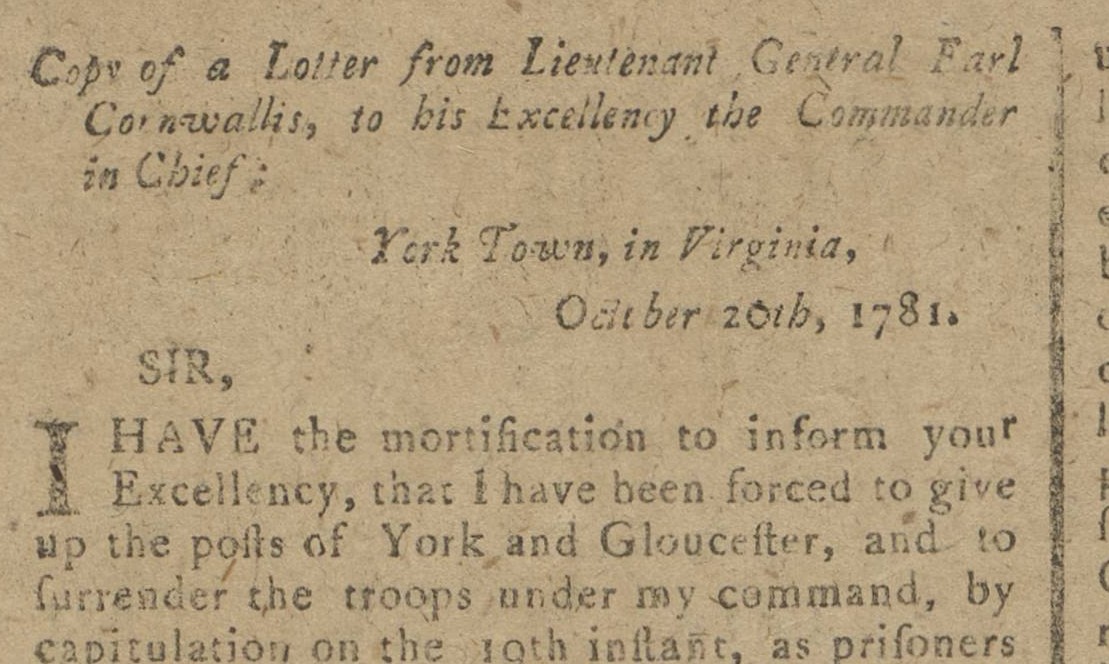 Copy of a Lotter from Lieutenant General Earl
Cornwallis, to his Excellency the Commander
in Chief:
York Town, in Virginia,
October 20th, 1781.
SIR,
I HAVE the mortification to inform your
Excellency, that I have been forced to give
up the poſts of York and Glouceſter, and to
ſurrender the troops under my command, by
capitulation on the 19th inſtant, as priſoners